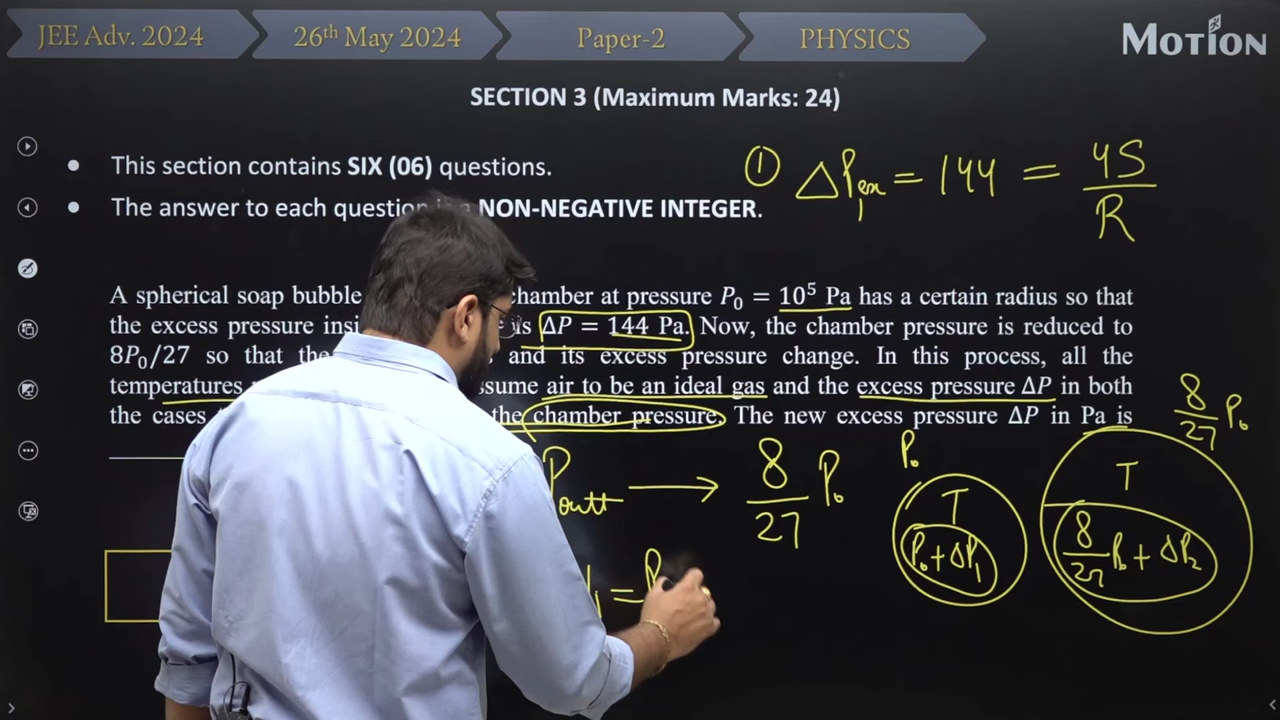 JEE Adv. 2024 26th May 2024 Paper-2 PHYSICS MOTION
SECTION 3 (Maximum Marks: 24)
• This section contains SIX (06) questions.
• The answer to each NON-NEGATIVE INTEGER.
① ΔPex₁ = 144 = 4S/R
A spherical soap bubble chamber at pressure P₀ = 10⁵ Pa has a certain radius so that
the excess pressure is ΔP = 144 Pa. Now, the chamber pressure is reduced to
8P₀/27 so that and its excess pressure change. In this process, all the
temperatures air to be an ideal gas and the excess pressure ΔP in both
the cases the chamber pressure. The new excess pressure ΔP in Pa is
Poutt → 8/27 P₀
P₀
T
P₀ + ΔP₁
8/27 P₀
T
8/27 P₀ + ΔP₂
= P